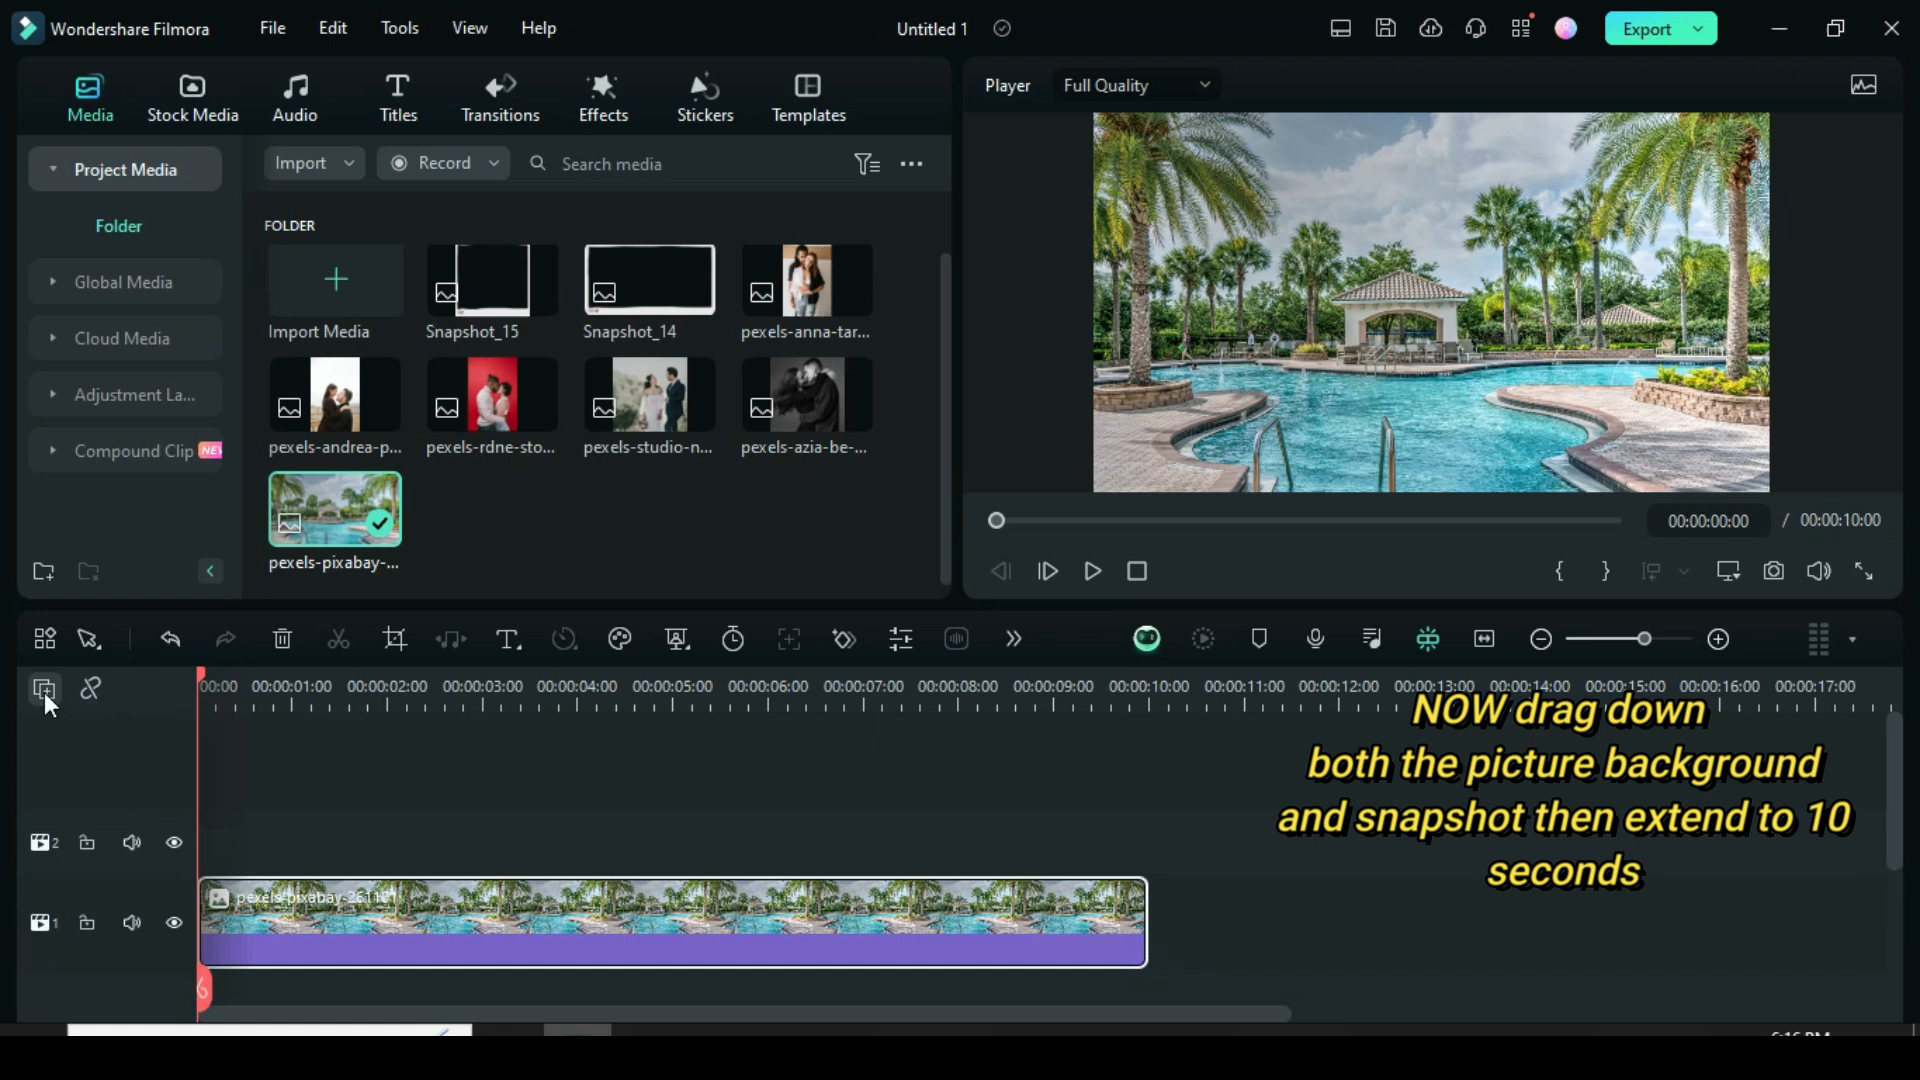 Wondershare Filmora
File
Edit
Tools
View
Help
Untitled 1
Export
Media
Stock Media
Audio
Titles
Transitions
Effects
Stickers
Templates
Player
Full Quality
Project Media
Import
Record
Search media
Folder
FOLDER
Global Media
Cloud Media
Adjustment La...
Compound Clip
Import Media
Snapshot_15
Snapshot_14
pexels-anna-tar...
pexels-andrea-p...
pexels-rdne-sto...
pexels-studio-n...
pexels-azia-be-...
pexels-pixabay-...
00:00:00:00 / 00:00:10:00
00:00 00:00:01:00 00:00:02:00 00:00:03:00 00:00:04:00 00:00:05:00 00:00:06:00 00:00:07:00 00:00:08:00 00:00:09:00 00:00:10:00 00:00:11:00 00:00:12:00 00:00:13:00 00:00:14:00 00:00:15:00 00:00:16:00 00:00:17:00
NOW drag down
both the picture background
and snapshot then extend to 10
seconds
2
1